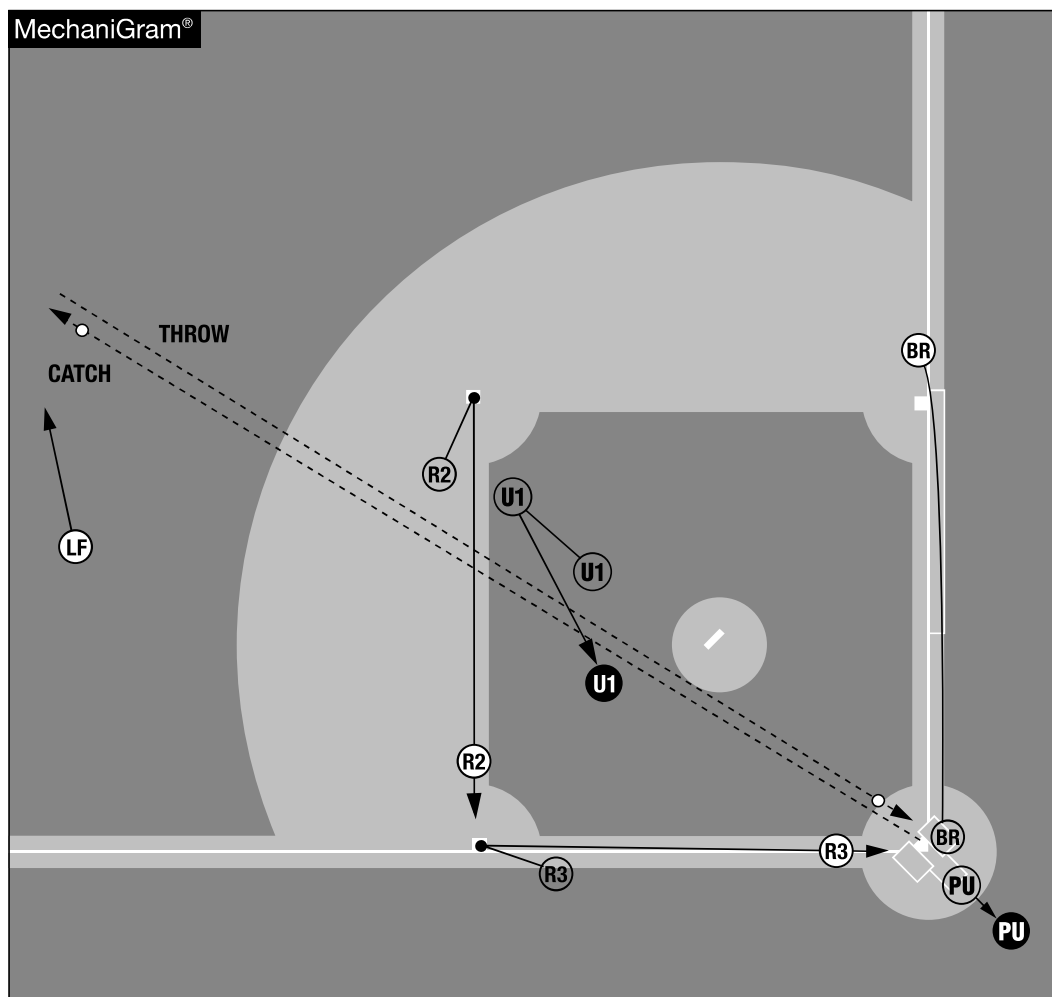 MechaniGram®
THROW
BR
CATCH
R2
U1
LF
U1
U1
R2
BR
R3
R3
PU
PU